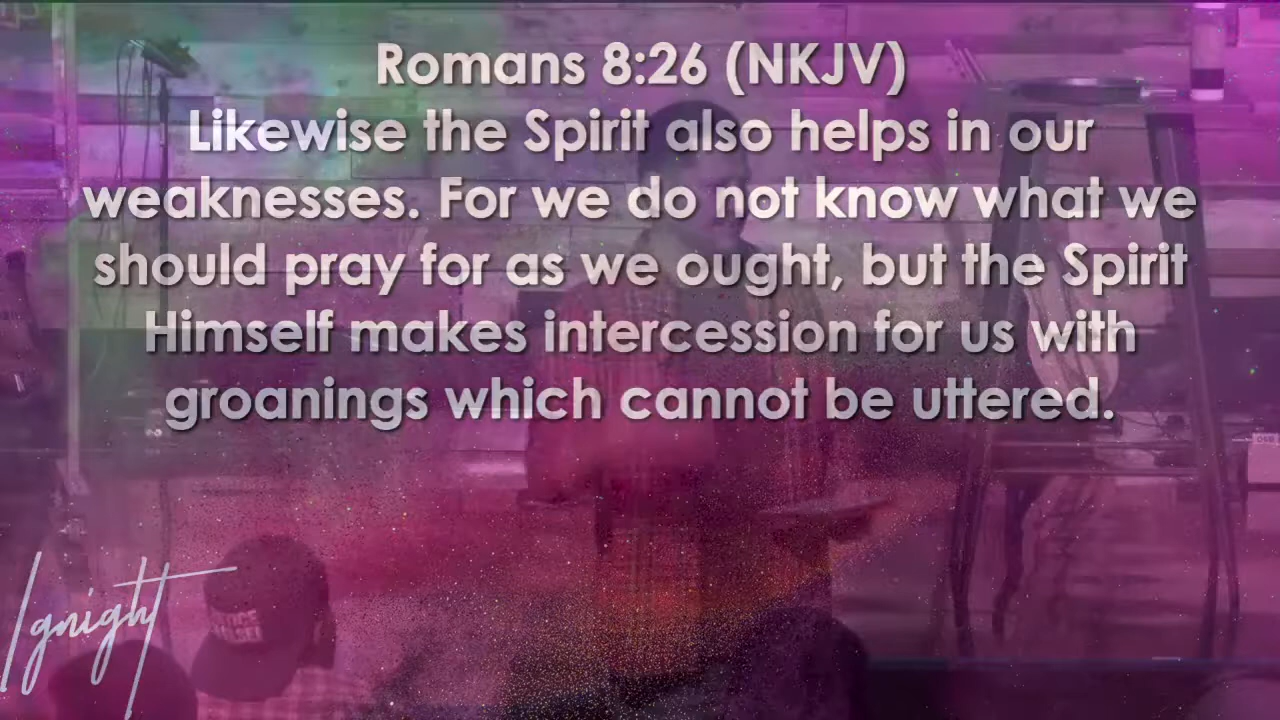 Romans 8:26 (NKJV)
Likewise the Spirit also helps in our
weaknesses. For we do not know what we
should pray for as we ought, but the Spirit
Himself makes intercession for us with
groanings which cannot be uttered.
Ignight